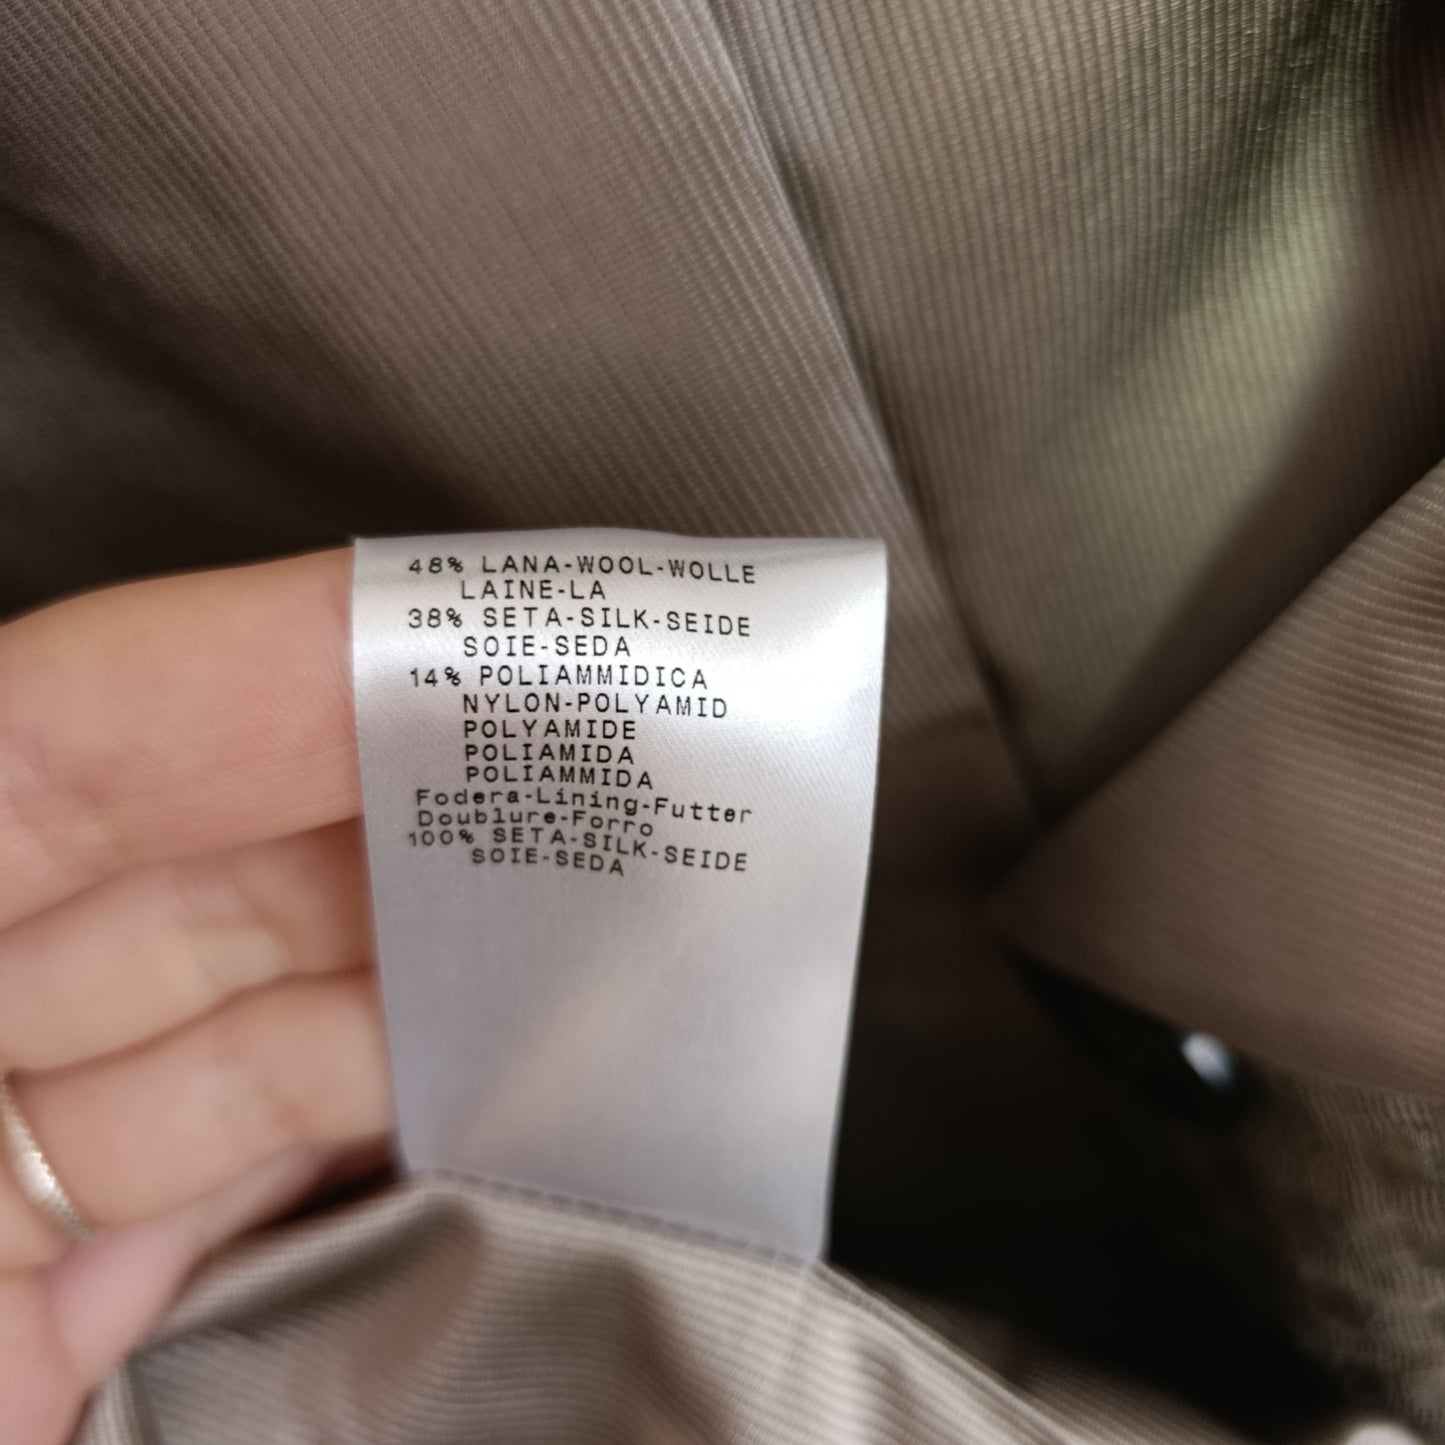 48% LANA-WOOL-WOLLE
LAINE-LA
38% SETA-SILK-SEIDE
SOIE-SEDA
14% POLIAMMIDICA
NYLON-POLYAMID
POLYAMIDE
POLIAMIDA
POLIAMMIDA
Fodera-Lining-Futter
Doublure-Forro
100% SETA-SILK-SEIDE
SOIE-SEDA